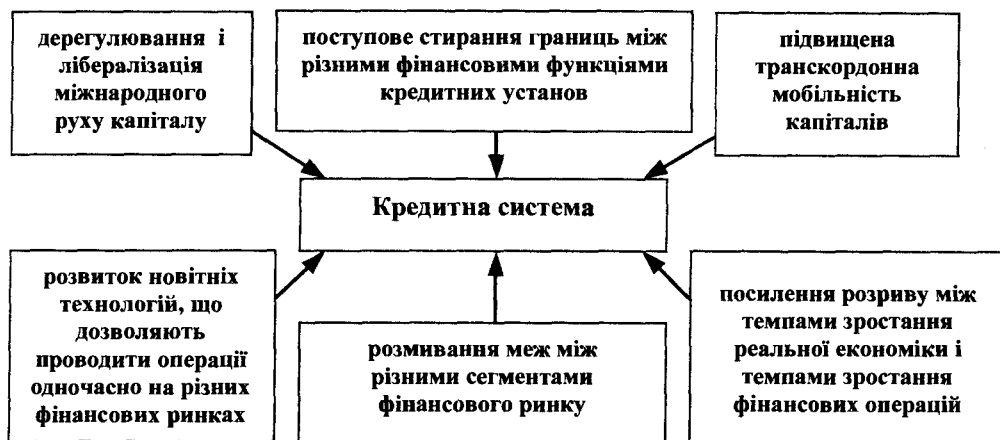 дерегулювання і
лібералізація
міжнародного
руху капіталу
поступове стирання границь між
різними фінансовими функціями
кредитних установ
підвищена
транскордонна
мобільність
капіталів
Кредитна система
розвиток новітніх
технологій, що
дозволяють
проводити операції
одночасно на різних
фінансових ринках
розмивання меж між
різними сегментами
фінансового ринку
посилення розриву між
темпами зростання
реальної економіки і
темпами зростання
фінансових операцій